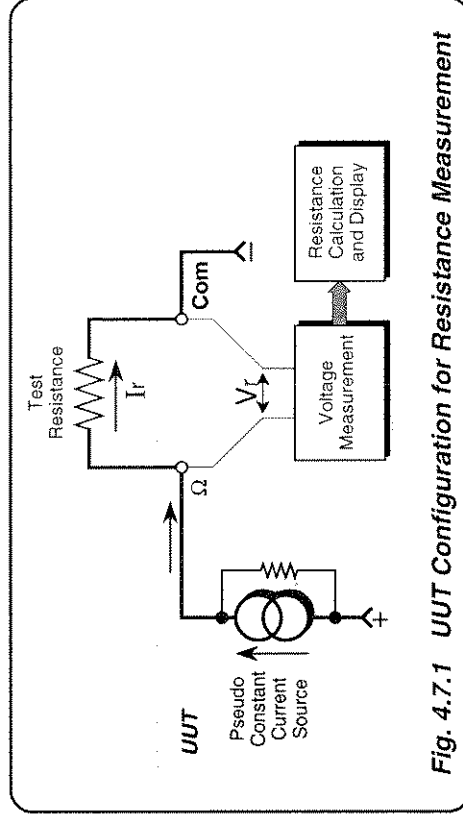 Test
Resistance
Ir
UUT
Ω
Com
Pseudo
Constant
Current
Source
+
Vr
Voltage
Measurement
Resistance
Calculation
and Display
Fig. 4.7.1 UUT Configuration for Resistance Measurement